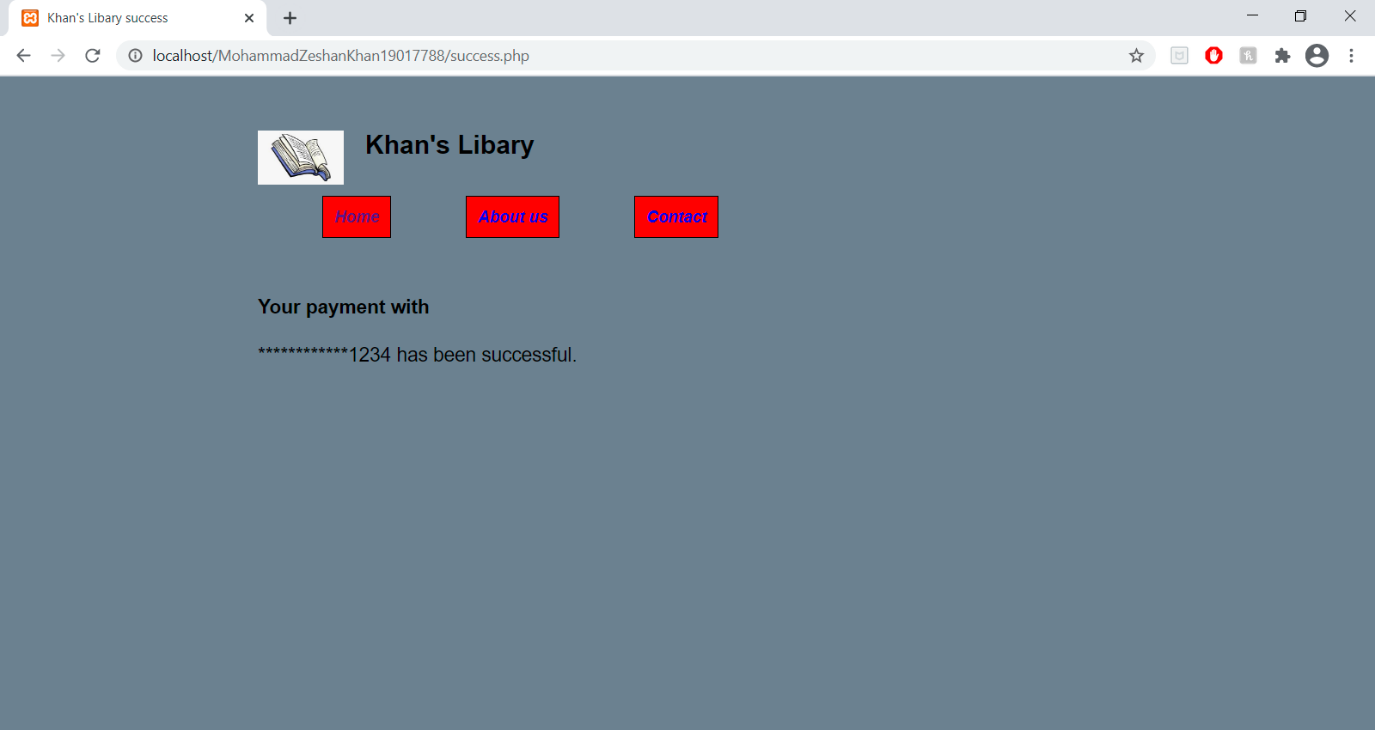 Khan's Libary success
localhost/MohammadZeshanKhan19017788/success.php
Khan's Libary
Home
About us
Contact
Your payment with
************1234 has been successful.